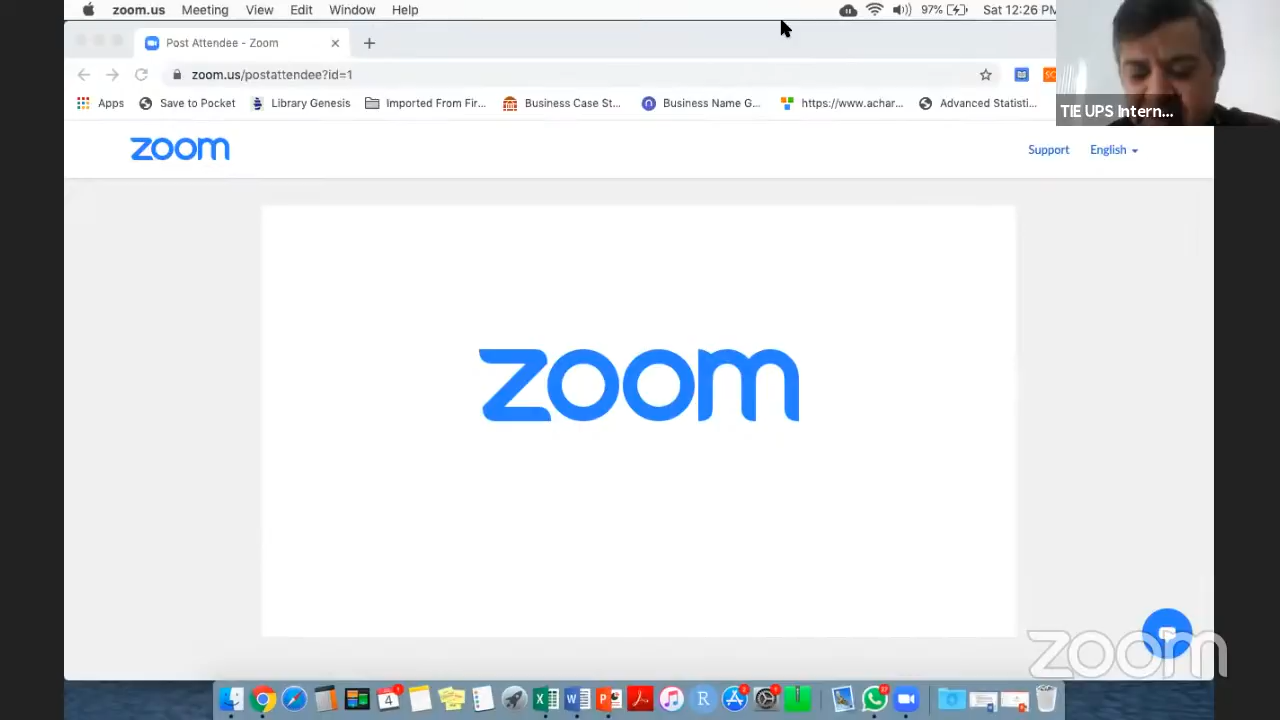 zoom.us Meeting View Edit Window Help 97% Sat 12:26 PM
Post Attendee - Zoom
zoom.us/postattendee?id=1
Apps Save to Pocket Library Genesis Imported From Fir... Business Case St... Business Name G... https://www.achar... Advanced Statisti...
TIE UPS Intern...
zoom
Support English
zoom
zoom
4
R